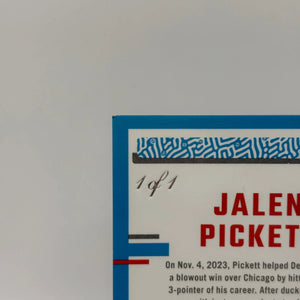 1 of 1
JALEN
PICKET
On Nov. 4, 2023, Pickett helped De
a blowout win over Chicago by hitt
3-pointer of his career. After duck